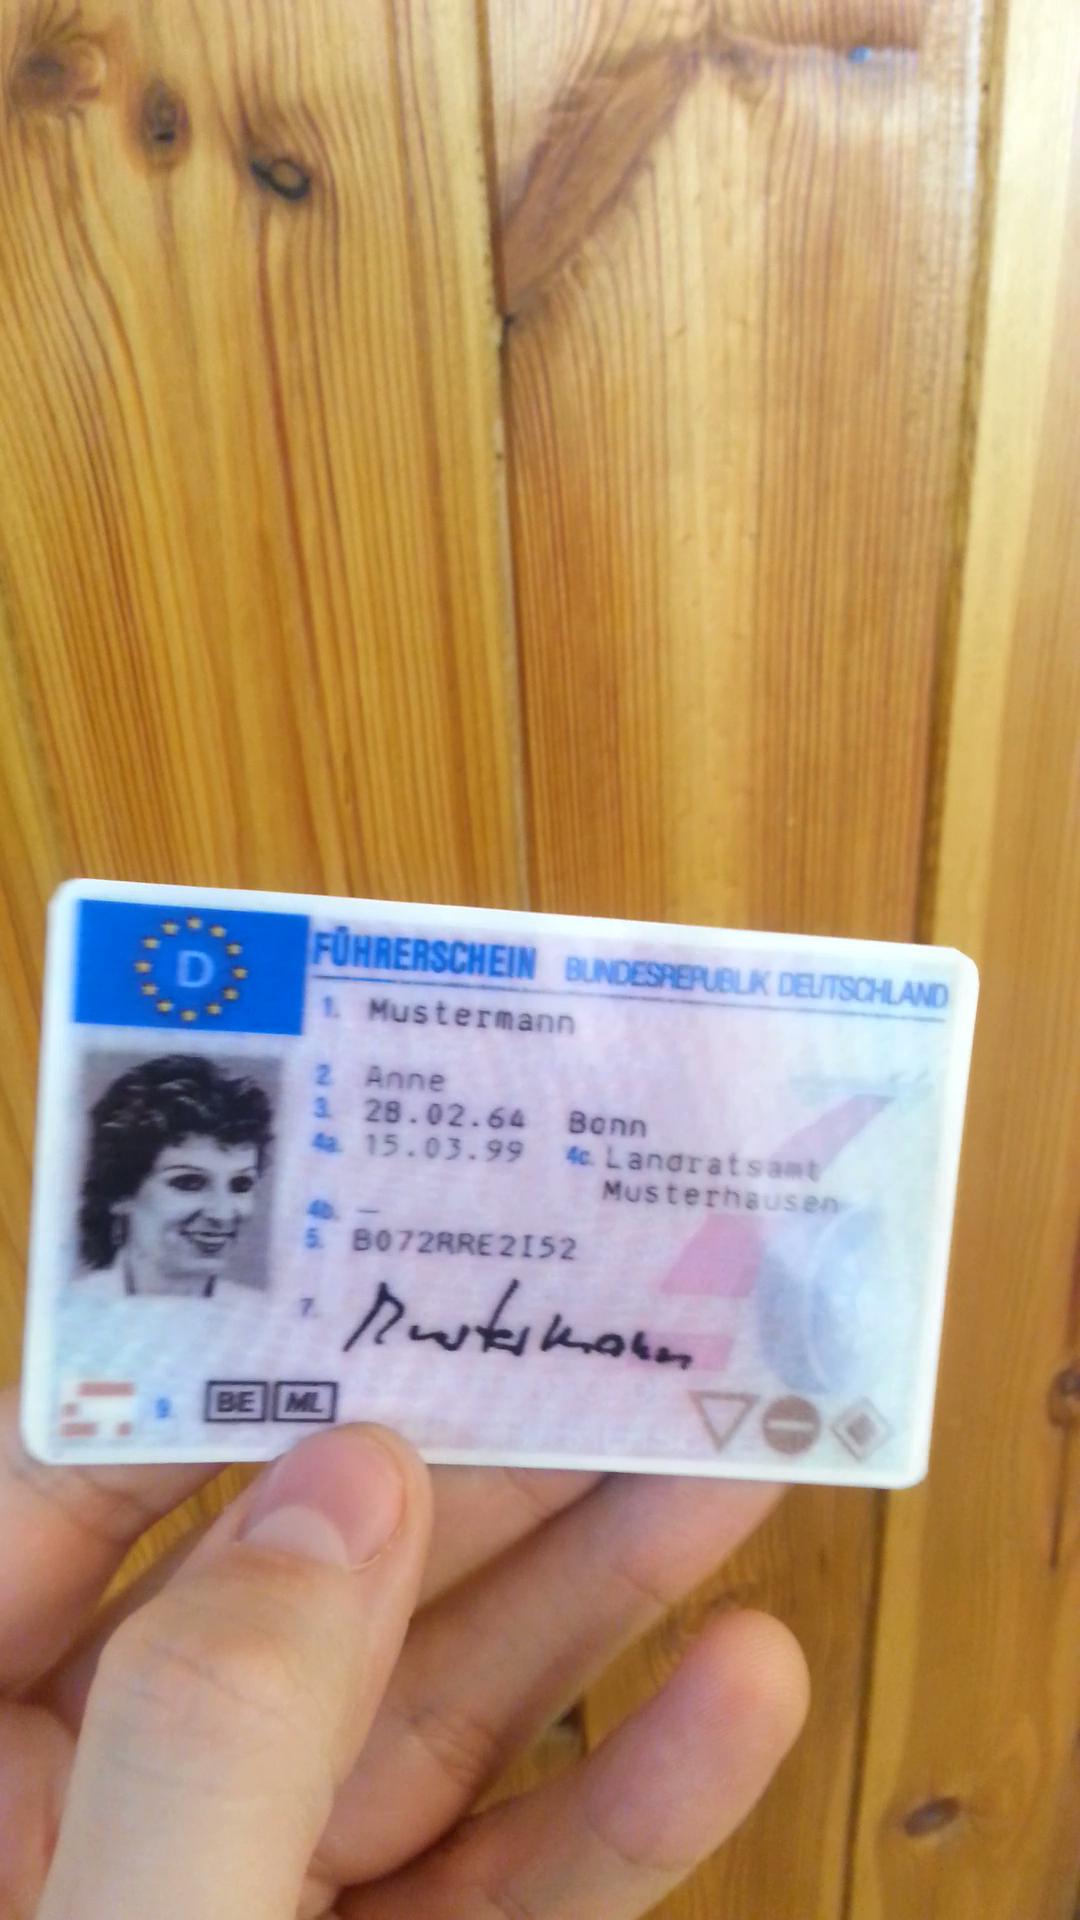 D
FÜHRERSCHEIN BUNDESREPUBLIK DEUTSCHLAND
1. Mustermann
2. Anne
3. 28.02.64 Bonn
4a. 15.03.99 4c. Landratsamt
Musterhausen
4b. –
5. B072RRE2I52
7. Mustermann
9. BE ML